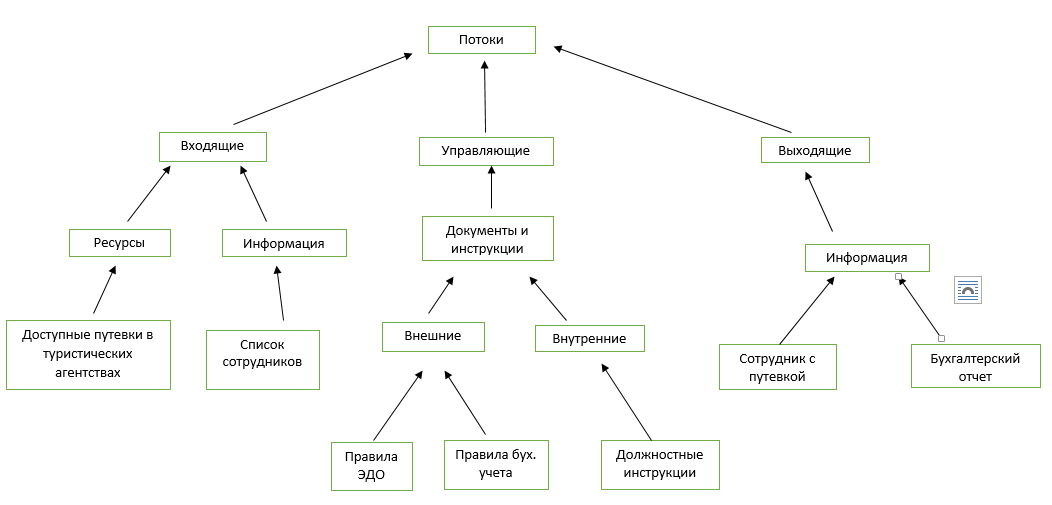 Потоки
Входящие
Управляющие
Выходящие
Ресурсы
Информация
Документы и
инструкции
Информация
Доступные путевки в
туристических
агентствах
Список
сотрудников
Внешние
Внутренние
Сотрудник с
путевкой
Бухгалтерский
отчет
Правила
ЭДО
Правила бух.
учета
Должностные
инструкции